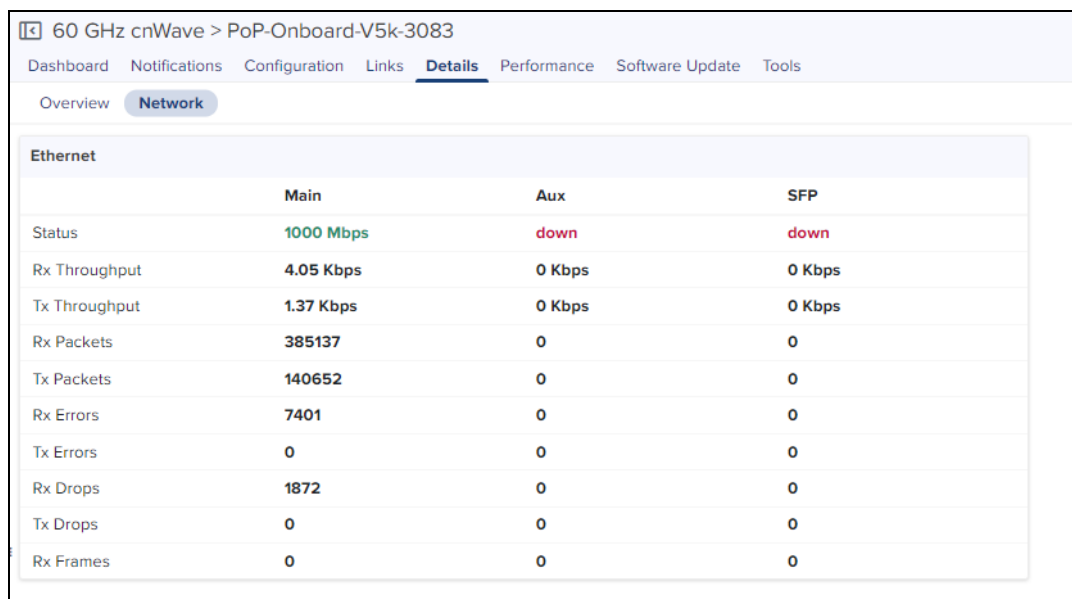 60 GHz cnWave > PoP-Onboard-V5k-3083
Dashboard Notifications Configuration Links Details Performance Software Update Tools
Overview Network
Ethernet
Main Aux SFP
Status 1000 Mbps down down
Rx Throughput 4.05 Kbps 0 Kbps 0 Kbps
Tx Throughput 1.37 Kbps 0 Kbps 0 Kbps
Rx Packets 385137 0 0
Tx Packets 140652 0 0
Rx Errors 7401 0 0
Tx Errors 0 0 0
Rx Drops 1872 0 0
Tx Drops 0 0 0
Rx Frames 0 0 0